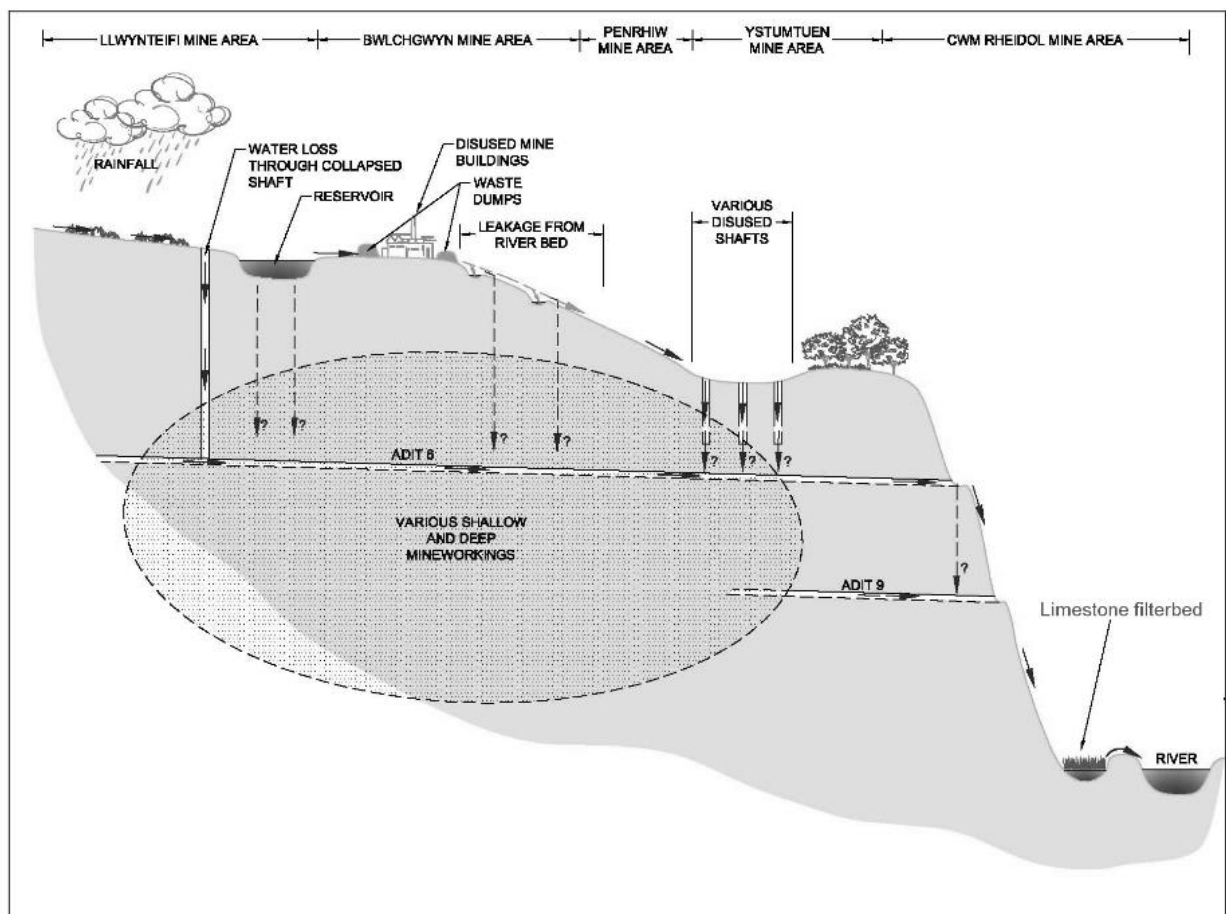 LLWYNTEIFI MINE AREA
BWLCHGWYN MINE AREA
PENRHIW
MINE AREA
YSTUMTUEN
MINE AREA
CWM RHEIDOL MINE AREA
RAINFALL
WATER LOSS
THROUGH COLLAPSED
SHAFT
RESERVOIR
DISUSED MINE
BUILDINGS
WASTE
DUMPS
LEAKAGE FROM
RIVER BED
VARIOUS
DISUSED
SHAFTS
?
?
?
?
?
?
?
ADIT 6
VARIOUS SHALLOW
AND DEEP
MINEWORKINGS
?
ADIT 9
Limestone filterbed
RIVER